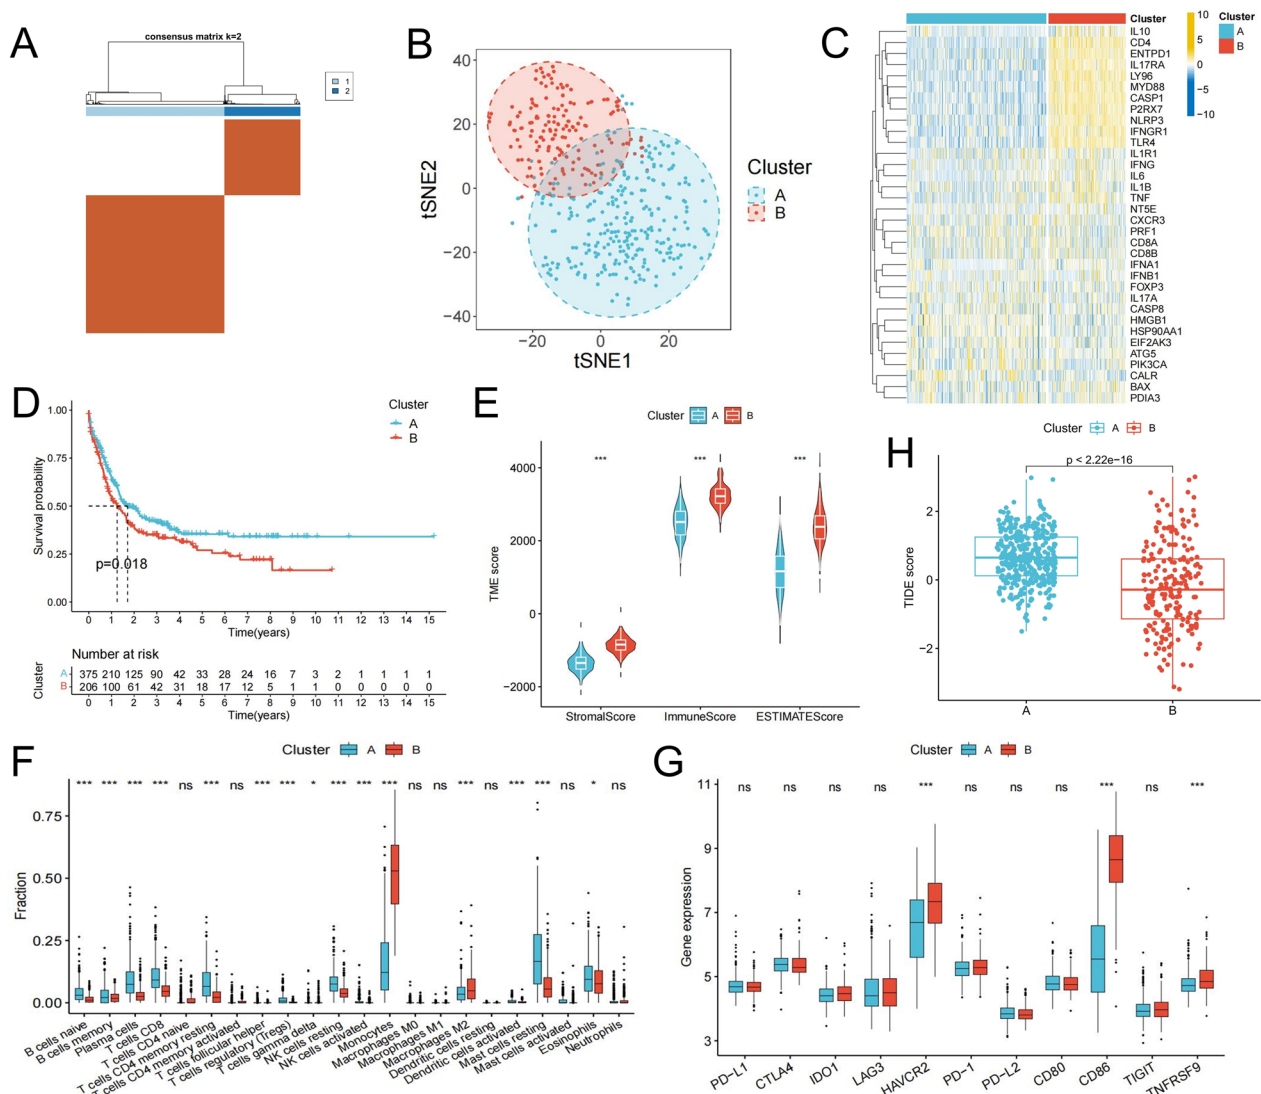 A
consensus matrix k=2
1
2
B
40
20
0
−20
−40
tSNE2
−20
0
20
tSNE1
Cluster
A
B
C
Cluster
IL10
CD4
ENTPD1
IL17RA
LY96
MYD88
CASP1
P2RX7
NLRP3
IFNGR1
TLR4
IL1R1
IFNG
IL6
IL1B
TNF
NT5E
CXCR3
PRF1
CD8A
CD8B
IFNA1
IFNB1
FOXP3
IL17A
CASP8
HMGB1
HSP90AA1
EIF2AK3
ATG5
PIK3CA
CALR
BAX
PDIA3
10
5
0
−5
−10
Cluster
A
B
D
Cluster
A
B
1.00
0.75
0.50
0.25
0.00
Survival probability
p=0.018
0 1 2 3 4 5 6 7 8 9 10 11 12 13 14 15
Time(years)
Number at risk
Cluster
A 375 210 125 90 42 33 28 24 16 7 3 2 1 1 1 1
B 206 100 61 42 31 18 17 12 5 1 1 0 0 0 0 0
0 1 2 3 4 5 6 7 8 9 10 11 12 13 14 15
Time(years)
E
Cluster A B
*** *** ***
4000
2000
0
−2000
TME score
StromalScore ImmuneScore ESTIMATEScore
H
Cluster A B
p < 2.22e−16
2
0
−2
TIDE score
A B
F
Cluster A B
*** *** *** *** ns *** ns *** *** * *** *** *** ns ns *** ns *** *** ns * ns
0.75
0.50
0.25
0.00
Fraction
B cells naive
B cells memory
Plasma cells
T cells CD8
T cells CD4 naive
T cells CD4 memory resting
T cells CD4 memory activated
T cells follicular helper
T cells regulatory (Tregs)
T cells gamma delta
NK cells resting
NK cells activated
Monocytes
Macrophages M0
Macrophages M1
Macrophages M2
Dendritic cells resting
Dendritic cells activated
Mast cells resting
Mast cells activated
Eosinophils
Neutrophils
G
Cluster A B
ns ns ns ns *** ns ns ns *** ns ***
11
9
7
5
3
Gene expression
PD−L1
CTLA4
IDO1
LAG3
HAVCR2
PD−1
PD−L2
CD80
CD86
TIGIT
TNFRSF9